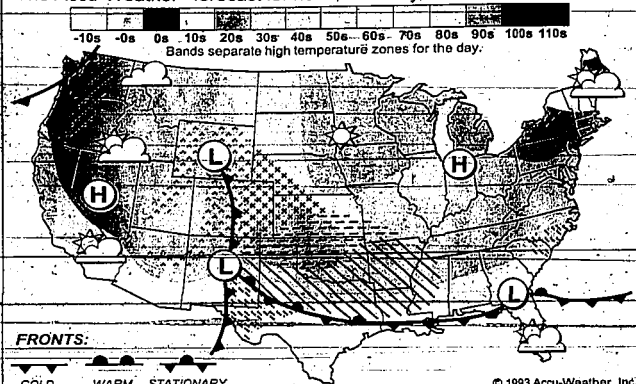 -10s -0s 0s 10s 20s 30s 40s 50s 60s 70s 80s 90s 100s 110s
Bands separate high temperature zones for the day.
L
H
H
L
L
FRONTS:
COLD WARM STATIONARY
© 1993 Accu-Weather, Inc.